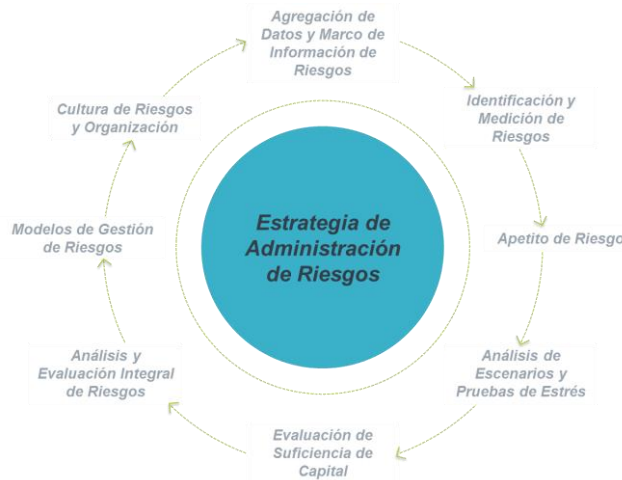 Agregación de
Datos y Marco de
Información de
Riesgos
Identificación y
Medición de
Riesgos
Apetito de Riesgo
Análisis de
Escenarios y
Pruebas de Estrés
Evaluación de
Suficiencia de
Capital
Análisis y
Evaluación Integral
de Riesgos
Modelos de Gestión
de Riesgos
Cultura de Riesgos
y Organización
Estrategia de
Administración
de Riesgos